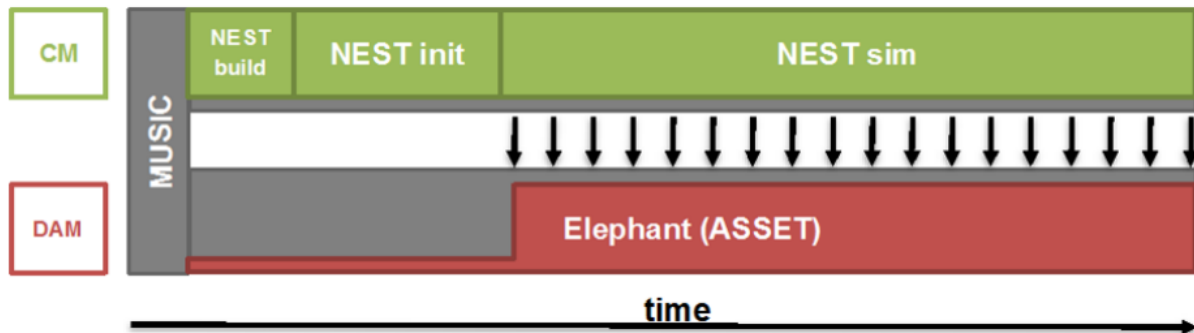 CM
MUSIC
NEST
build
NEST init
NEST sim
DAM
Elephant (ASSET)
time